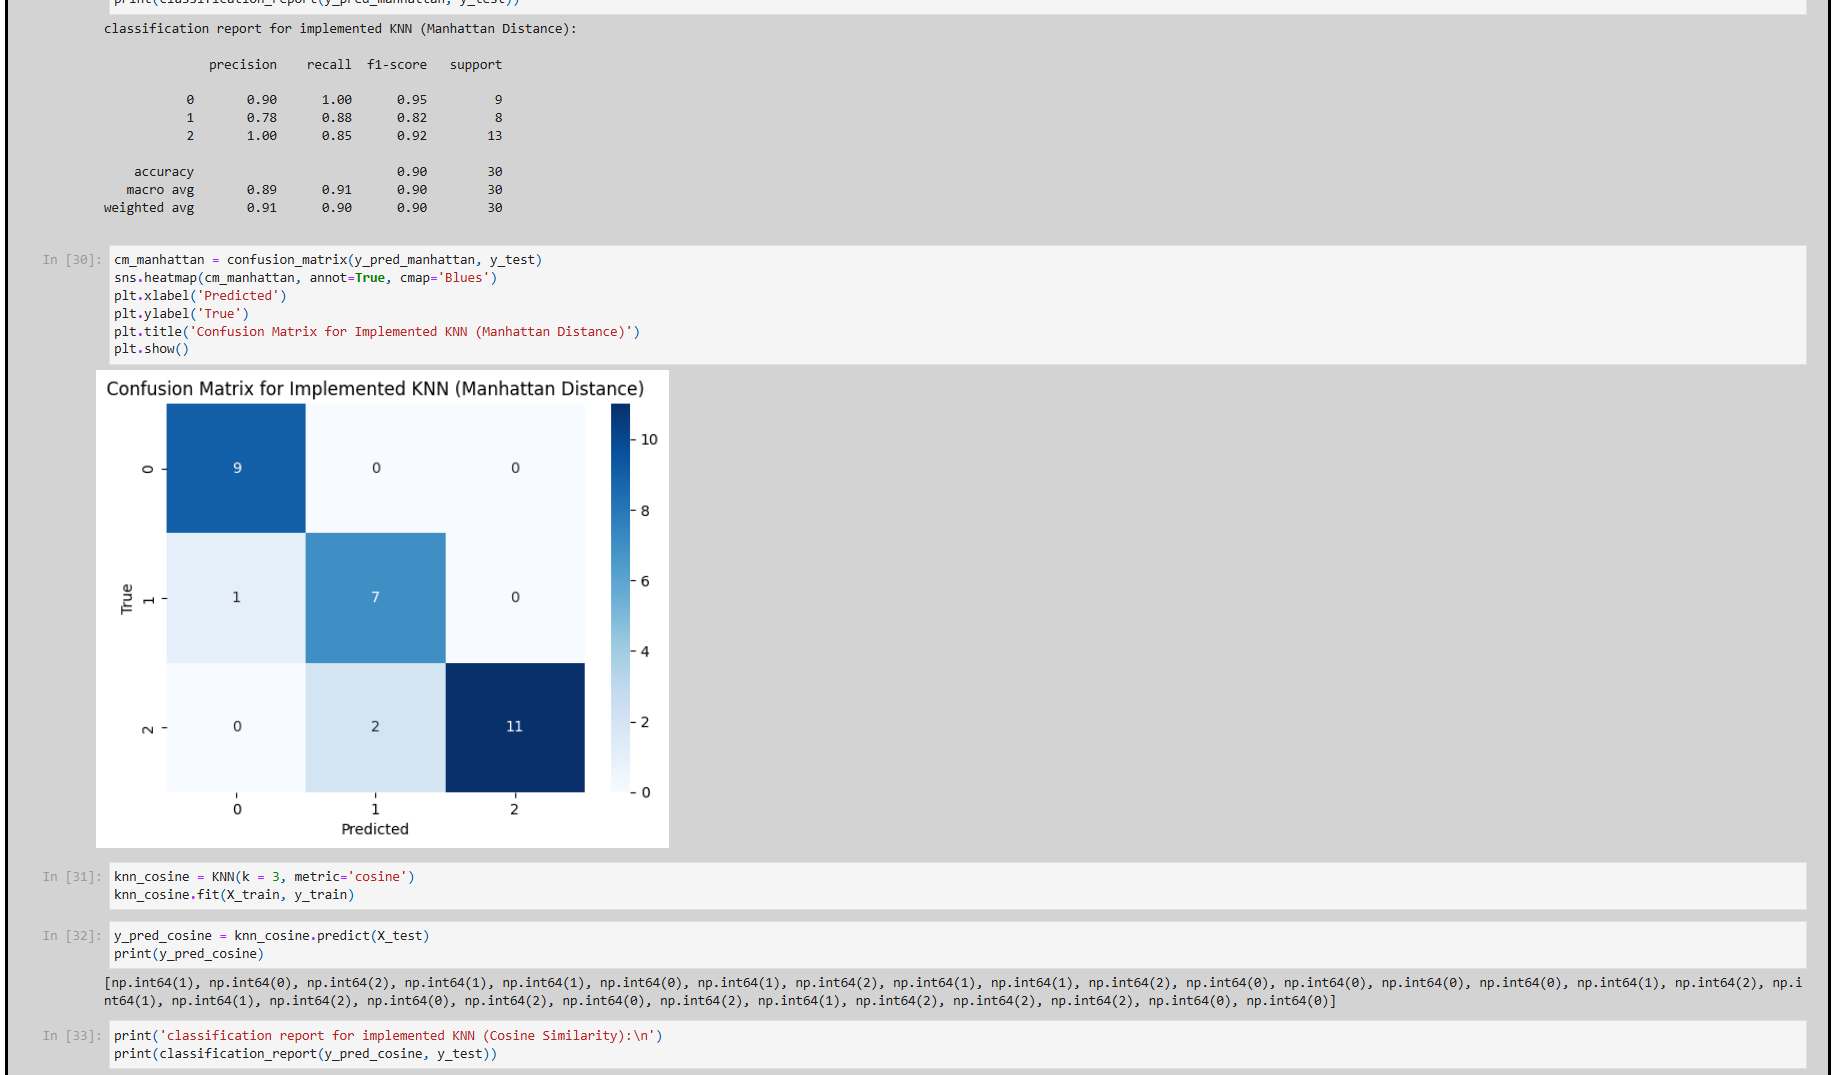 print(classification_report(y_pred_manhattan, y_test))
classification report for implemented KNN (Manhattan Distance):
precision recall f1-score support
0 0.90 1.00 0.95 9
1 0.78 0.88 0.82 8
2 1.00 0.85 0.92 13
accuracy 0.90 30
macro avg 0.89 0.91 0.90 30
weighted avg 0.91 0.90 0.90 30
In [30]: cm_manhattan = confusion_matrix(y_pred_manhattan, y_test)
sns.heatmap(cm_manhattan, annot=True, cmap='Blues')
plt.xlabel('Predicted')
plt.ylabel('True')
plt.title('Confusion Matrix for Implemented KNN (Manhattan Distance)')
plt.show()
Confusion Matrix for Implemented KNN (Manhattan Distance)
10
0 9 0 0
8
6
True 1 1 7 0
4
2
2 0 2 11
0
0 1 2
Predicted
In [31]: knn_cosine = KNN(k = 3, metric='cosine')
knn_cosine.fit(X_train, y_train)
In [32]: y_pred_cosine = knn_cosine.predict(X_test)
print(y_pred_cosine)
[np.int64(1), np.int64(0), np.int64(2), np.int64(1), np.int64(1), np.int64(0), np.int64(1), np.int64(2), np.int64(1), np.int64(1), np.int64(2), np.int64(0), np.int64(0), np.int64(0), np.int64(0), np.int64(1), np.int64(2), np.i
nt64(1), np.int64(1), np.int64(2), np.int64(0), np.int64(2), np.int64(0), np.int64(2), np.int64(1), np.int64(2), np.int64(2), np.int64(2), np.int64(0), np.int64(0)]
In [33]: print('classification report for implemented KNN (Cosine Similarity):\n')
print(classification_report(y_pred_cosine, y_test))